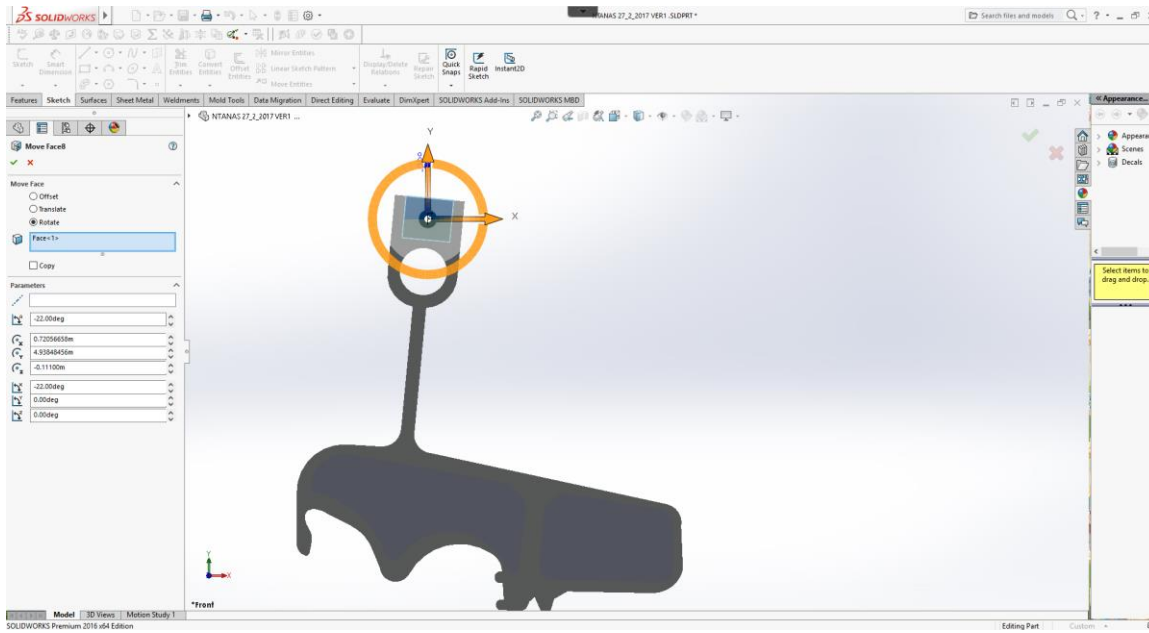 SOLIDWORKS
NTANAS 27_2_2017 VER1 .SLDPRT *
Search files and models
Sketch
Smart Dimension
Trim Entities
Convert Entities
Offset Entities
Mirror Entities
Linear Sketch Pattern
Move Entities
Display/Delete Relations
Repair Sketch
Quick Snaps
Rapid Sketch
Instant2D
Features Sketch Surfaces Sheet Metal Weldments Mold Tools Data Migration Direct Editing Evaluate DimXpert SOLIDWORKS Add-Ins SOLIDWORKS MBD
NTANAS 27_2_2017 VER1 ...
Move Face8
Move Face
Offset
Translate
Rotate
Face<1>
Copy
Parameters
-22.00deg
0.72056658m
4.93848456m
-0.11100m
-22.00deg
0.00deg
0.00deg
Y
X
Y
X
*Front
Appearance...
Appear
Scenes
Decals
Select items to
drag and drop.
Model 3D Views Motion Study 1
SOLIDWORKS Premium 2016 x64 Edition
Editing Part
Custom